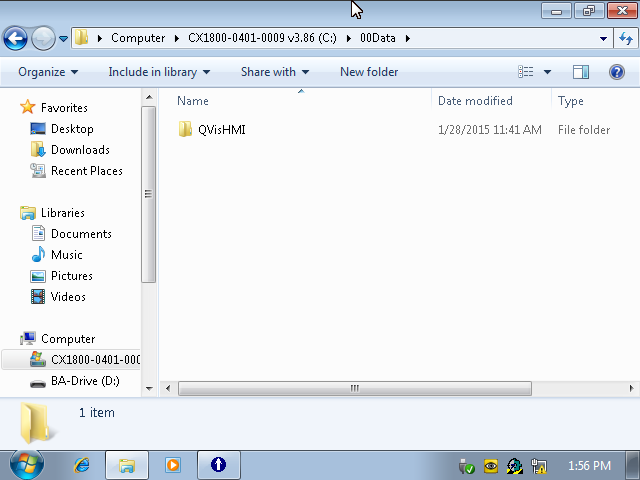 Computer CX1800-0401-0009 v3.86 (C:) 00Data
Organize Include in library Share with New folder
Name Date modified Type
Favorites
Desktop
Downloads
Recent Places
Libraries
Documents
Music
Pictures
Videos
Computer
CX1800-0401-000
BA-Drive (D:)
QVisHMI 1/28/2015 11:41 AM File folder
1 item
1:56 PM